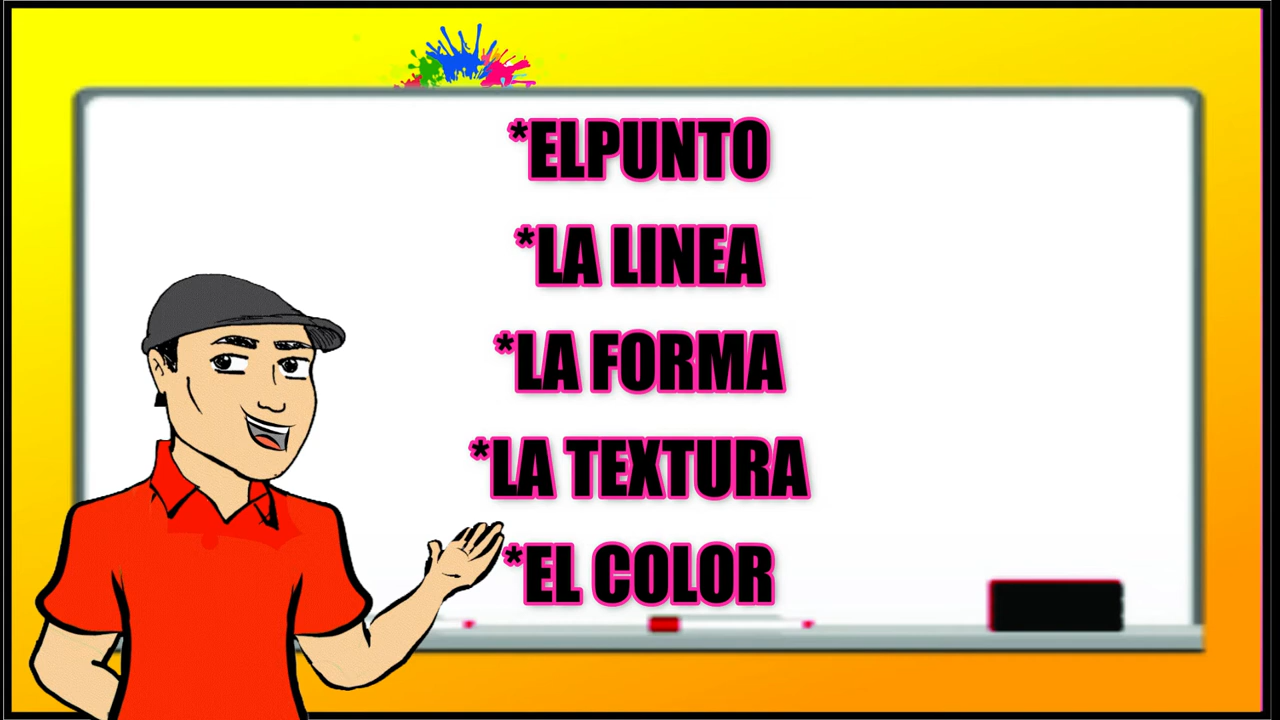 *ELPUNTO
*LA LINEA
*LA FORMA
*LA TEXTURA
*EL COLOR